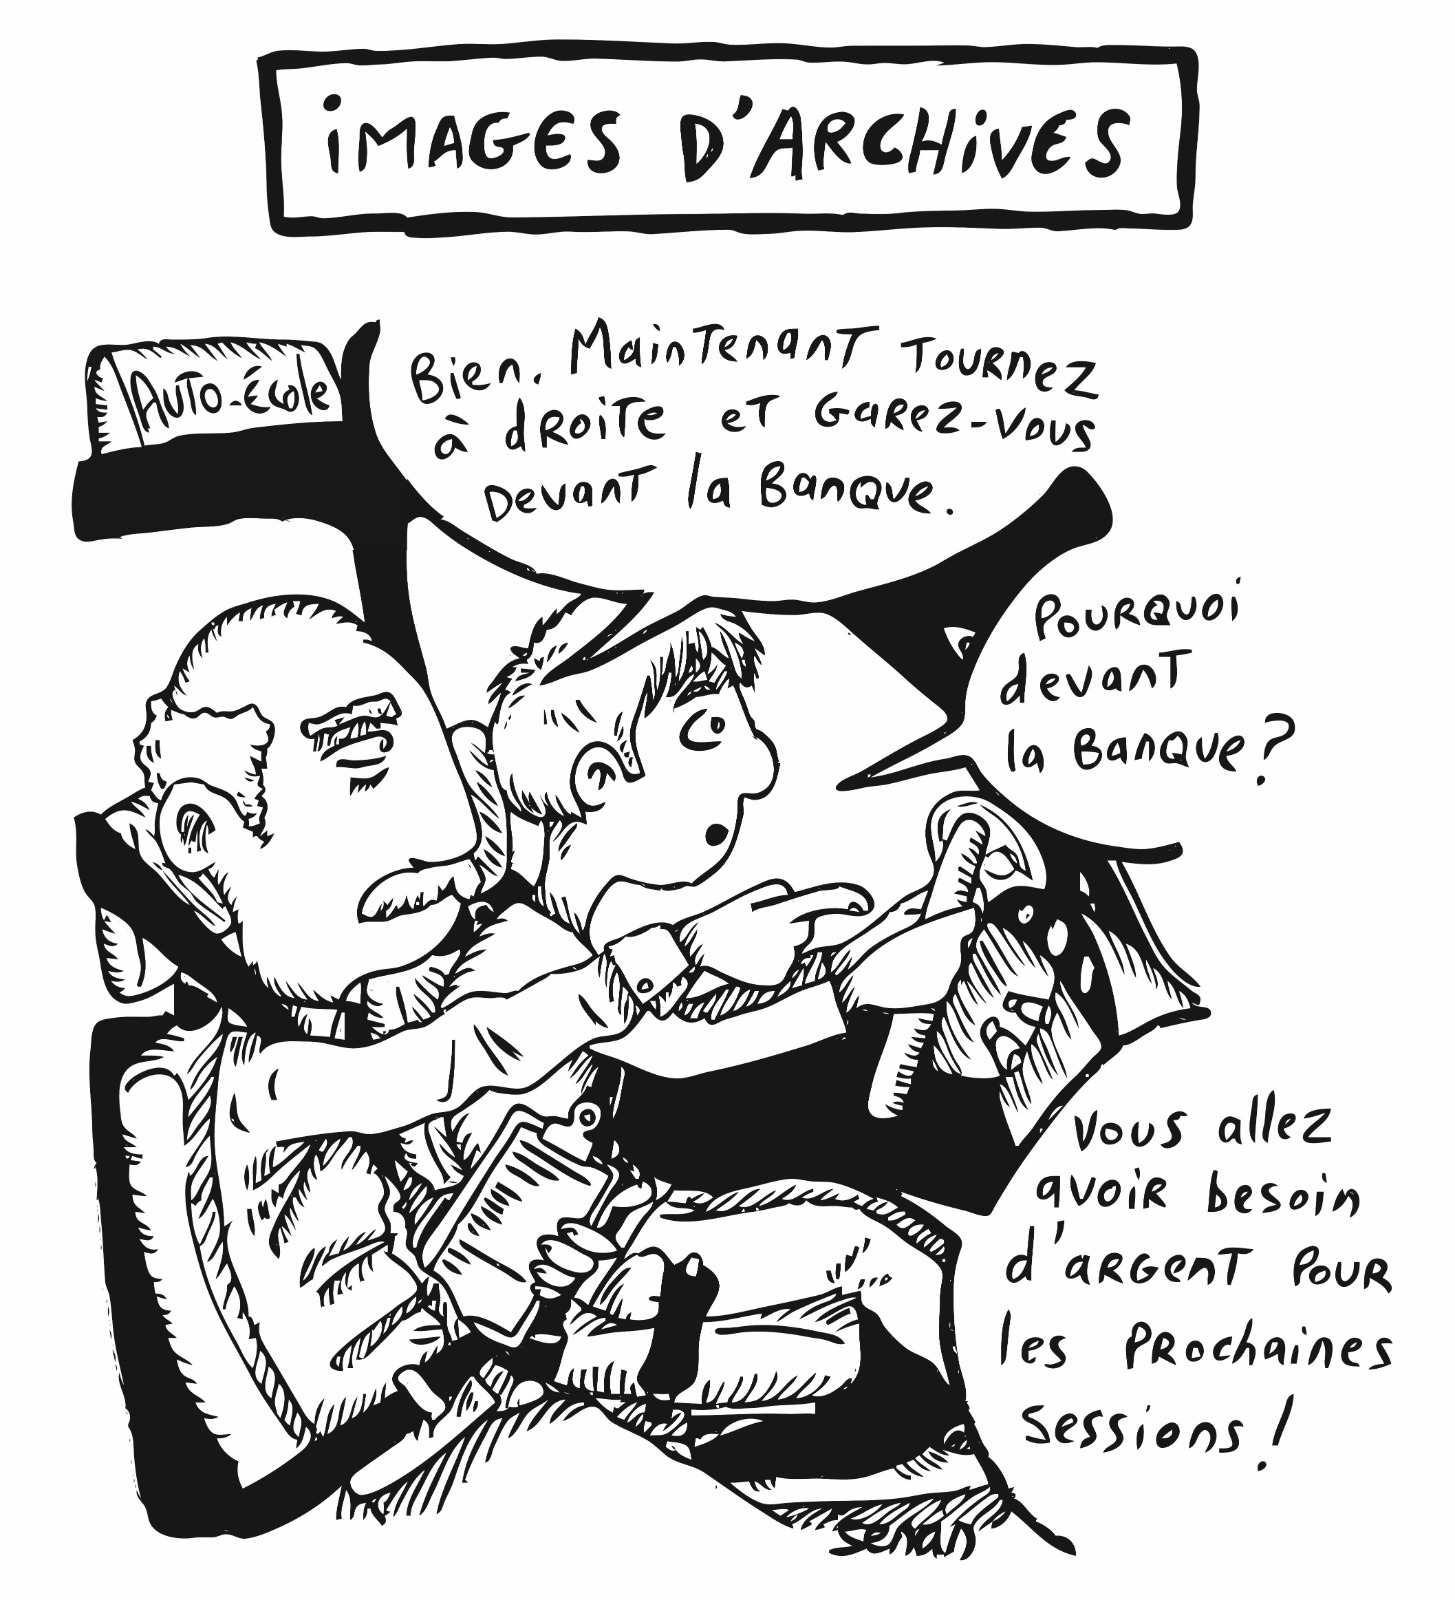 iMAGES D'ARCHiVES
AUTO-ÉCole
Bien. MainTenanT TOURnez
à dROiTe eT GaRez-vous
Devant la Banque.
POURQUOi
devanT
la Banque?
vous allez
avoiR besoin
d'aRGenT POUR
les PRochaines
sessions!
Senan